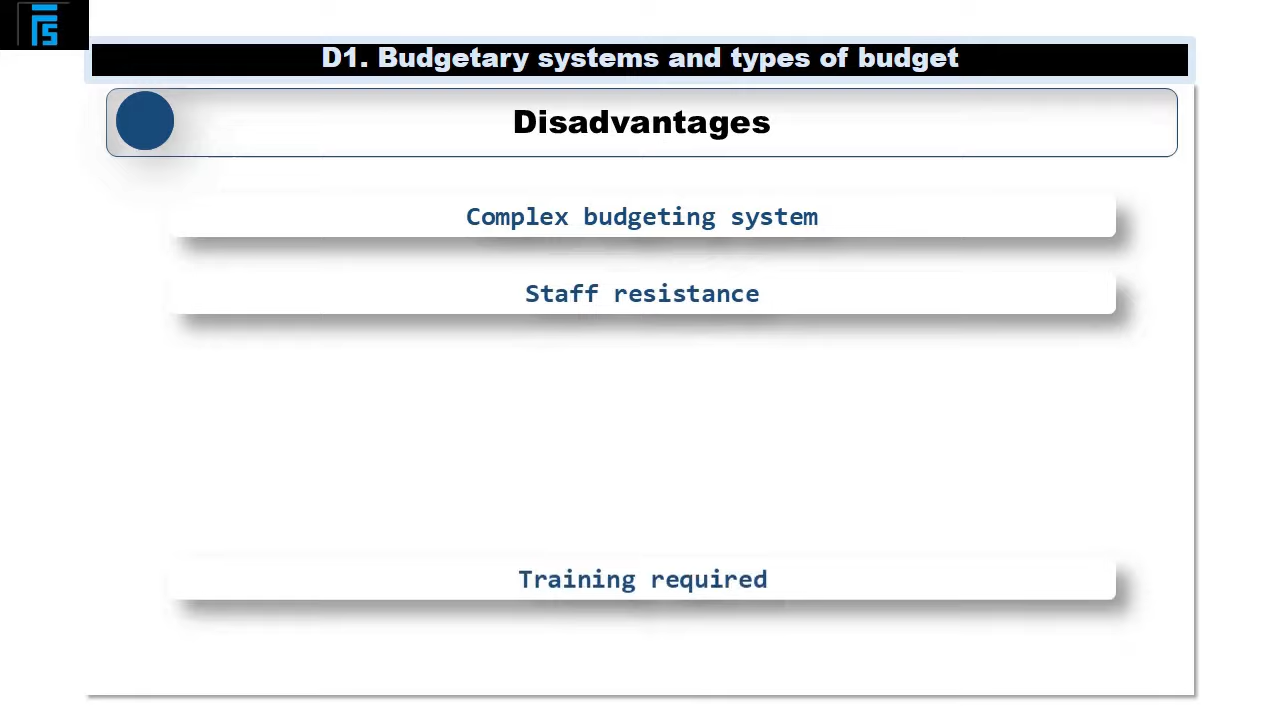 D1. Budgetary systems and types of budget
Disadvantages
Complex budgeting system
Staff resistance
Training required